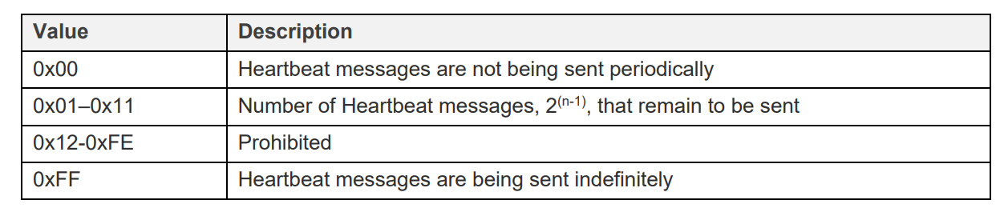 Value Description
0x00 Heartbeat messages are not being sent periodically
0x01–0x11 Number of Heartbeat messages, 2(n-1), that remain to be sent
0x12-0xFE Prohibited
0xFF Heartbeat messages are being sent indefinitely